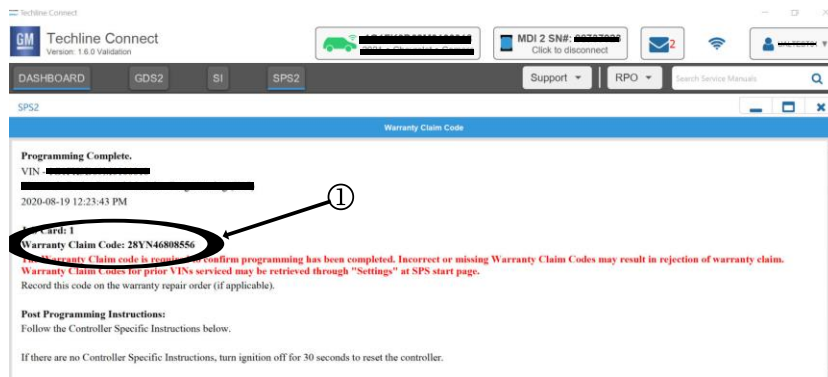 Techline Connect
GM Techline Connect
Version: 1.6.0 Validation
MDI 2 SN#:
Click to disconnect
2
DASHBOARD GDS2 SI SPS2 Support RPO Search Service Manuals
SPS2
Warranty Claim Code
Programming Complete.
VIN -
2020-08-19 12:23:43 PM
①
Job Card: 1
Warranty Claim Code: 28YN46808556
The Warranty Claim code is required to confirm programming has been completed. Incorrect or missing Warranty Claim Codes may result in rejection of warranty claim.
Warranty Claim Codes for prior VINs serviced may be retrieved through "Settings" at SPS start page.
Record this code on the warranty repair order (if applicable).
Post Programming Instructions:
Follow the Controller Specific Instructions below.
If there are no Controller Specific Instructions, turn ignition off for 30 seconds to reset the controller.